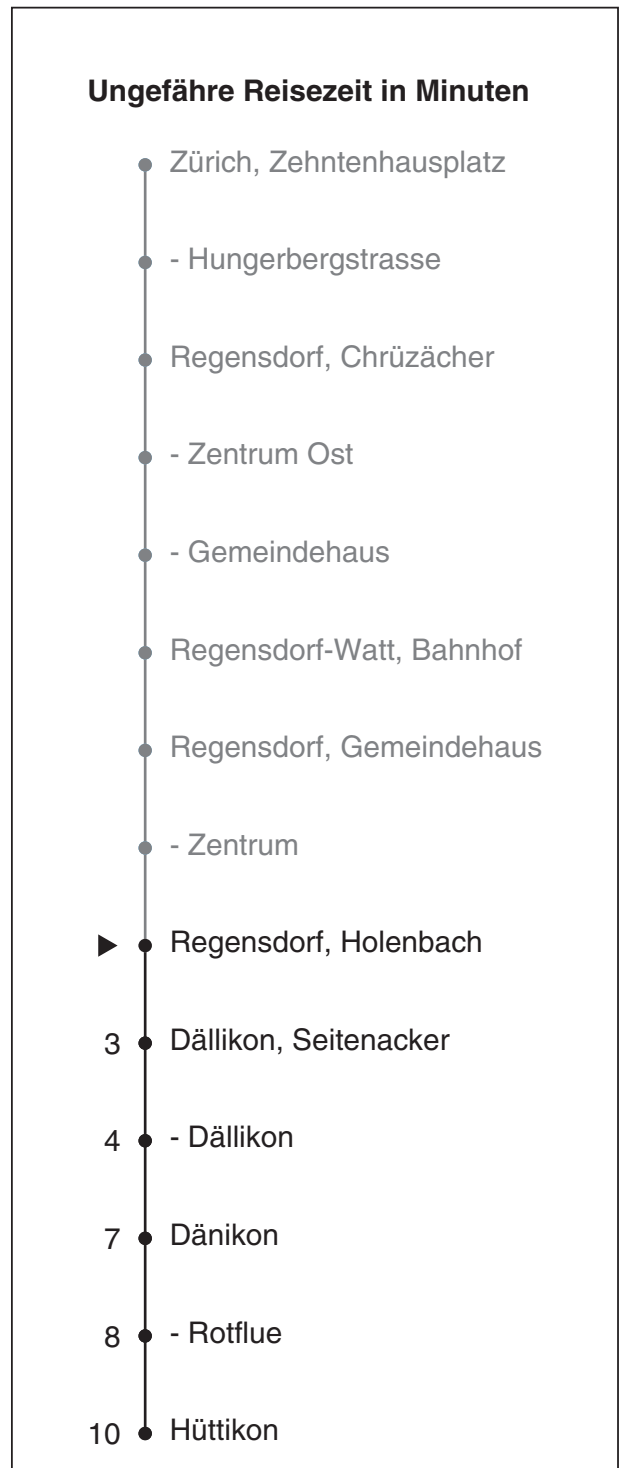 Ungefähre Reisezeit in Minuten
Zürich, Zehntenhausplatz
- Hungerbergstrasse
Regensdorf, Chrüzächer
- Zentrum Ost
- Gemeindehaus
Regensdorf-Watt, Bahnhof
Regensdorf, Gemeindehaus
- Zentrum
Regensdorf, Holenbach
3 Dällikon, Seitenacker
4 - Dällikon
7 Dänikon
8 - Rotflue
10 Hüttikon